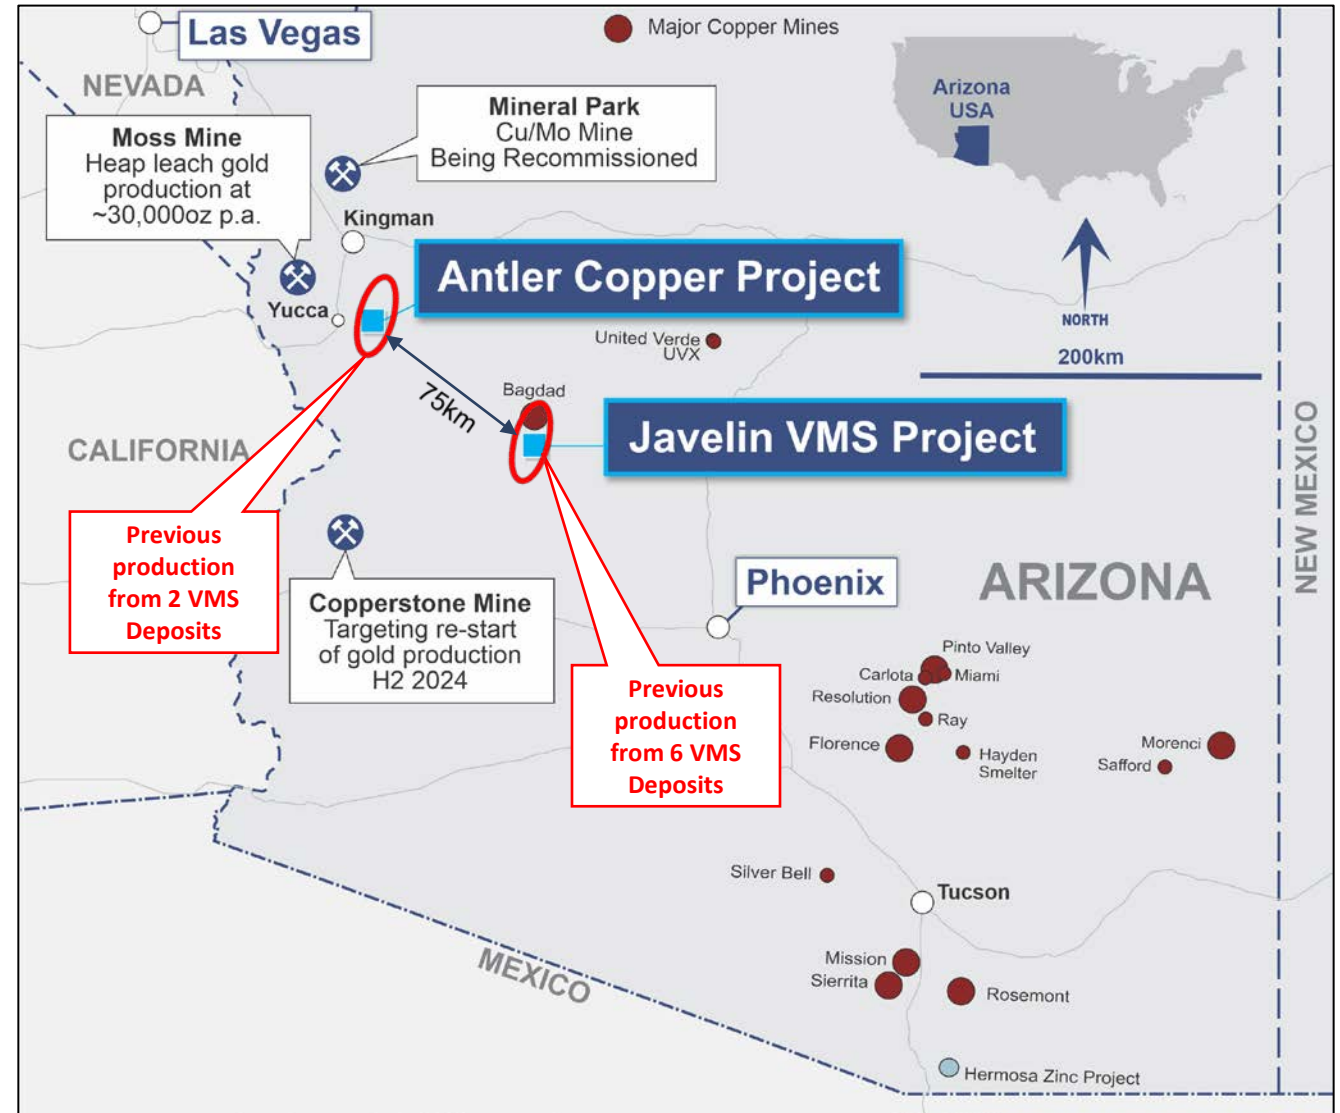 Las Vegas
Major Copper Mines
NEVADA
Arizona
USA
Mineral Park
Cu/Mo Mine
Being Recommissioned
Moss Mine
Heap leach gold
production at
~30,000oz p.a.
Kingman
Antler Copper Project
Yucca
NORTH
200km
United Verde
UVX
75km
Bagdad
Javelin VMS Project
CALIFORNIA
NEW MEXICO
Previous
production
from 2 VMS
Deposits
Copperstone Mine
Targeting re-start
of gold production
H2 2024
Phoenix
ARIZONA
Previous
production
from 6 VMS
Deposits
Pinto Valley
Carlota
Miami
Resolution
Ray
Florence
Hayden
Smelter
Morenci
Safford
Silver Bell
Tucson
MEXICO
Mission
Sierrita
Rosemont
Hermosa Zinc Project